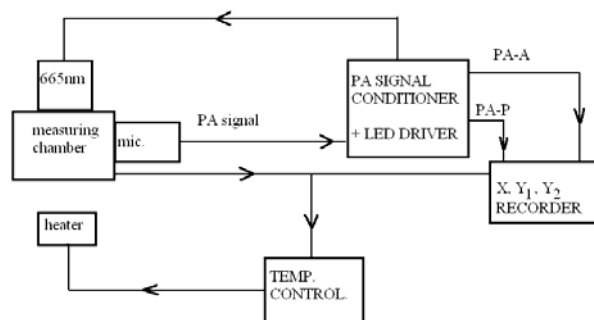 665nm
measuring
chamber
mic.
PA signal
PA SIGNAL
CONDITIONER
+ LED DRIVER
PA-A
PA-P
X, Y1, Y2
RECORDER
heater
TEMP.
CONTROL.